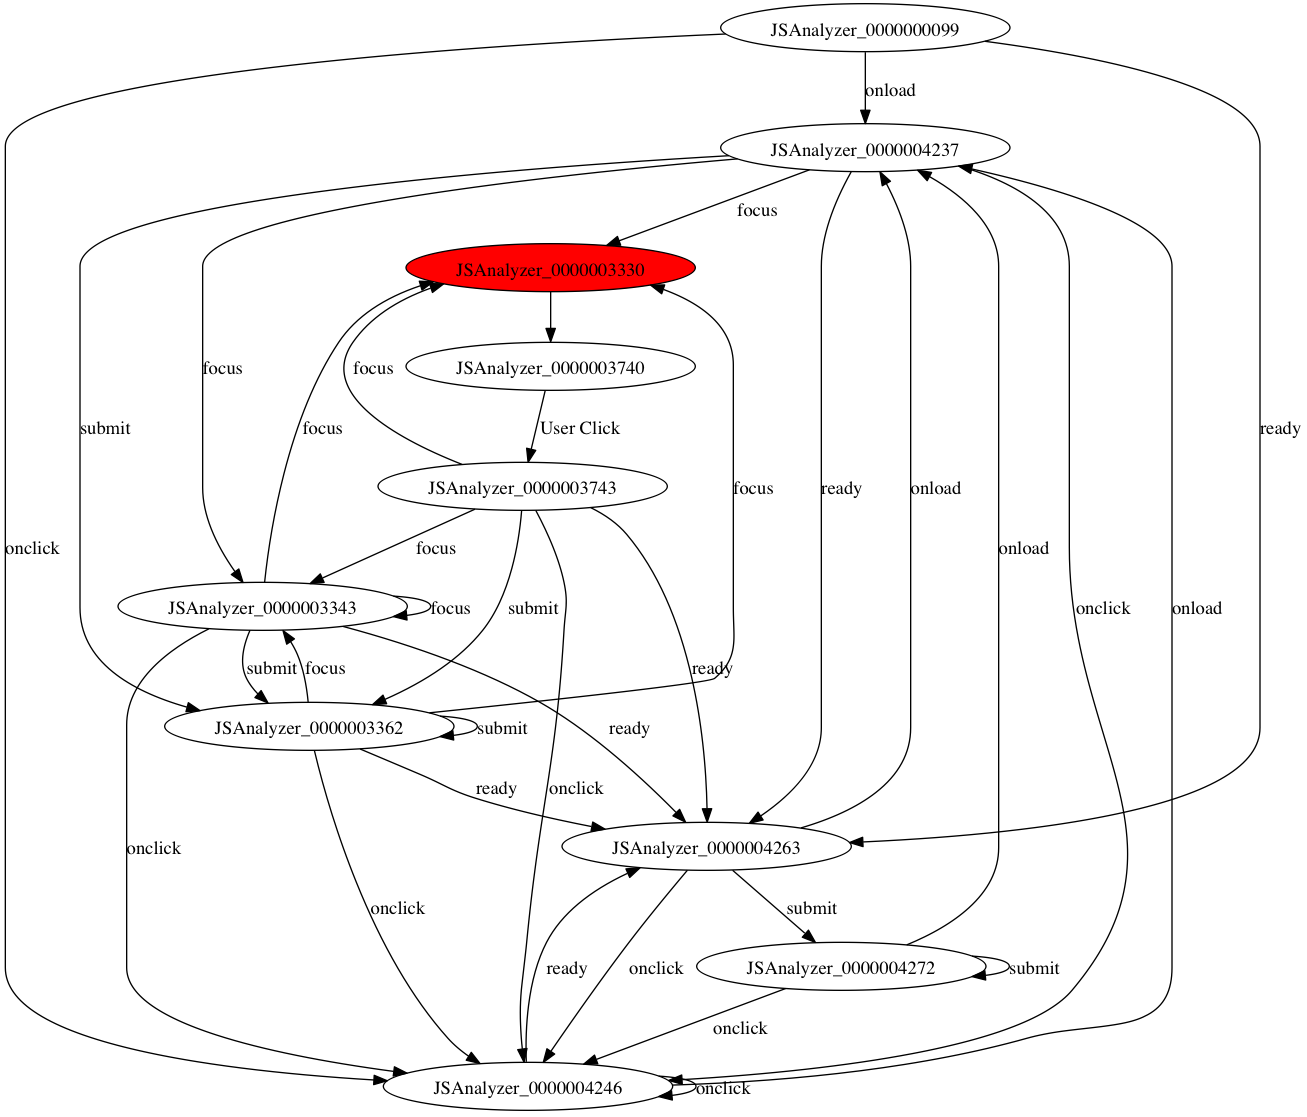 JSAnalyzer_0000000099
onload
JSAnalyzer_0000004237
focus
JSAnalyzer_0000003330
focus
focus
JSAnalyzer_0000003740
submit
focus
User Click
ready
JSAnalyzer_0000003743
focus
ready
onload
onclick
focus
onload
JSAnalyzer_0000003343
focus
submit
onclick
onload
submit
focus
ready
JSAnalyzer_0000003362
submit
ready
ready
onclick
onclick
JSAnalyzer_0000004263
onclick
submit
ready
onclick
JSAnalyzer_0000004272
submit
onclick
JSAnalyzer_0000004246
onclick